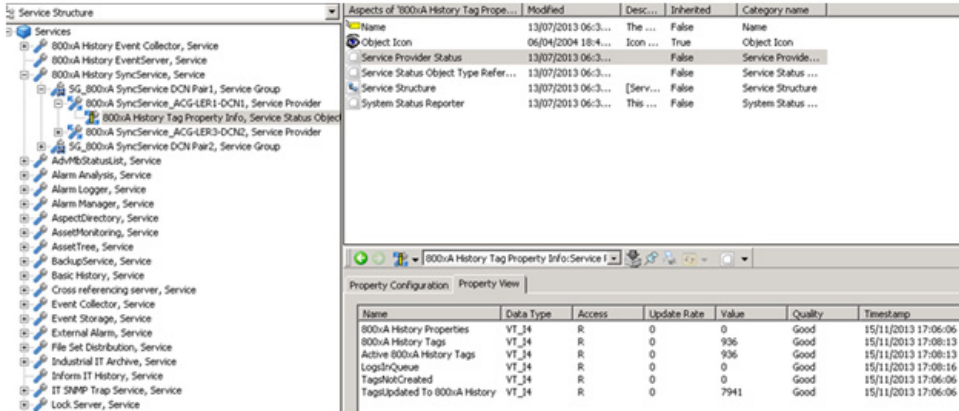 Service Structure
Services
800xA History Event Collector, Service
800xA History EventServer, Service
800xA History SyncService, Service
SG_800xA SyncService DCN Pair1, Service Group
800xA SyncService_ACG-LER1-DCN1, Service Provider
800xA History Tag Property Info, Service Status Object
800xA SyncService_ACG-LER3-DCN2, Service Provider
SG_800xA SyncService DCN Pair2, Service Group
AdvMbStatusList, Service
Alarm Analysis, Service
Alarm Logger, Service
Alarm Manager, Service
AspectDirectory, Service
AssetMonitoring, Service
AssetTree, Service
BackupService, Service
Basic History, Service
Cross referencing server, Service
Event Collector, Service
Event Storage, Service
External Alarm, Service
File Set Distribution, Service
Industrial IT Archive, Service
Inform IT History, Service
IT SNMP Trap Service, Service
Lock Server, Service
Aspects of '800xA History Tag Prope... Modified Desc... Inherited Category name
Name 13/07/2013 06:3... The ... False Name
Object Icon 06/04/2004 18:4... Icon ... True Object Icon
Service Provider Status 13/07/2013 06:3... False Service Provide...
Service Status Object Type Refer... 13/07/2013 06:3... False Service Status ...
Service Structure 13/07/2013 06:3... [Serv... False Service Structure
System Status Reporter 13/07/2013 06:3... This ... False System Status ...
800xA History Tag Property Info:Service
Property Configuration Property View
Name Data Type Access Update Rate Value Quality Timestamp
800xA History Properties VT_I4 R 0 0 Good 15/11/2013 17:06:06
800xA History Tags VT_I4 R 0 936 Good 15/11/2013 17:08:13
Active 800xA History Tags VT_I4 R 0 936 Good 15/11/2013 17:08:13
LogsInQueue VT_I4 R 0 0 Good 15/11/2013 17:08:16
TagsNotCreated VT_I4 R 0 0 Good 15/11/2013 17:06:06
TagsUpdated To 800xA History VT_I4 R 0 7941 Good 15/11/2013 17:06:06